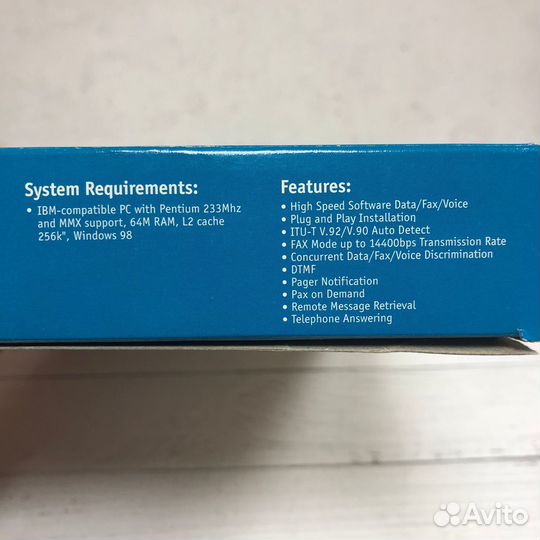 System Requirements:
• IBM-compatible PC with Pentium 233Mhz
and MMX support, 64M RAM, L2 cache
256k", Windows 98
Features:
• High Speed Software Data/Fax/Voice
• Plug and Play Installation
• ITU-T V.92/V.90 Auto Detect
• FAX Mode up to 14400bps Transmission Rate
• Concurrent Data/Fax/Voice Discrimination
• DTMF
• Pager Notification
• Pax on Demand
• Remote Message Retrieval
• Telephone Answering
Avito